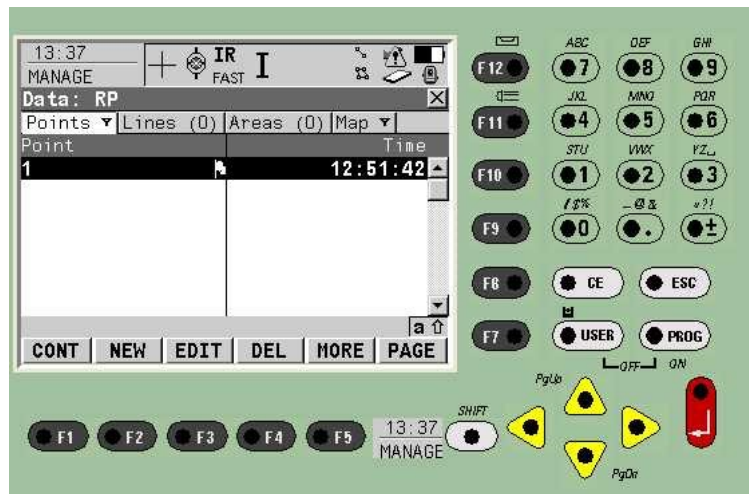 13:37
MANAGE
IR
FAST
I
Data: RP
Points Lines (0) Areas (0) Map
Point Time
1 12:51:42
a
CONT NEW EDIT DEL MORE PAGE
F12
ABC DEF GHI
7 8 9
F11
JKL MNO PQR
4 5 6
F10
STU VWX YZ
1 2 3
F9
/$% _@& *?!
0 . ±
F8 CE ESC
F7 USER PROG
OFF ON
PgUp
F1 F2 F3 F4 F5
13:37
MANAGE
SHIFT
PgDn